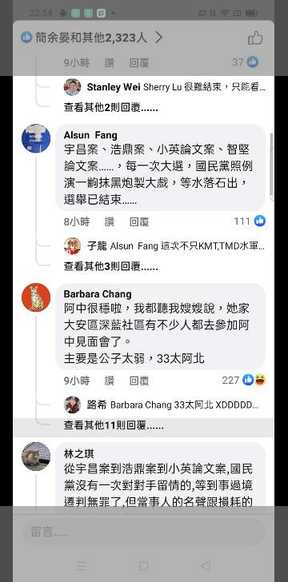 22:54
簡余晏和其他2,323人 >
9小時 讚 回覆 37
Stanley Wei Sherry Lu 很難結束，只能看...
查看其他2則回覆......
Alsun Fang
宇昌案、浩鼎案、小英論文案、智堅
論文案......，每一次大選，國民黨照例
演一齣抹黑炮製大戲，等水落石出，
選舉已結束......
8小時 讚 回覆 111
子龍 Alsun Fang 這次不只KMT,TMD水軍...
查看其他3則回覆......
Barbara Chang
阿中很穩啦，我都聽我嫂嫂說，她家
大安區深藍社區有不少人都去參加阿
中見面會了。
主要是公子太弱，33太阿北
9小時 讚 回覆 227
路希 Barbara Chang 33太阿北 XDDDDD...
查看其他11則回覆......
林之琪
從宇昌案到浩鼎案到小英論文案,國民
黨沒有一次對對手留情的,等到事過境
遷判無罪了,但當事人的名聲跟損耗的
留言......